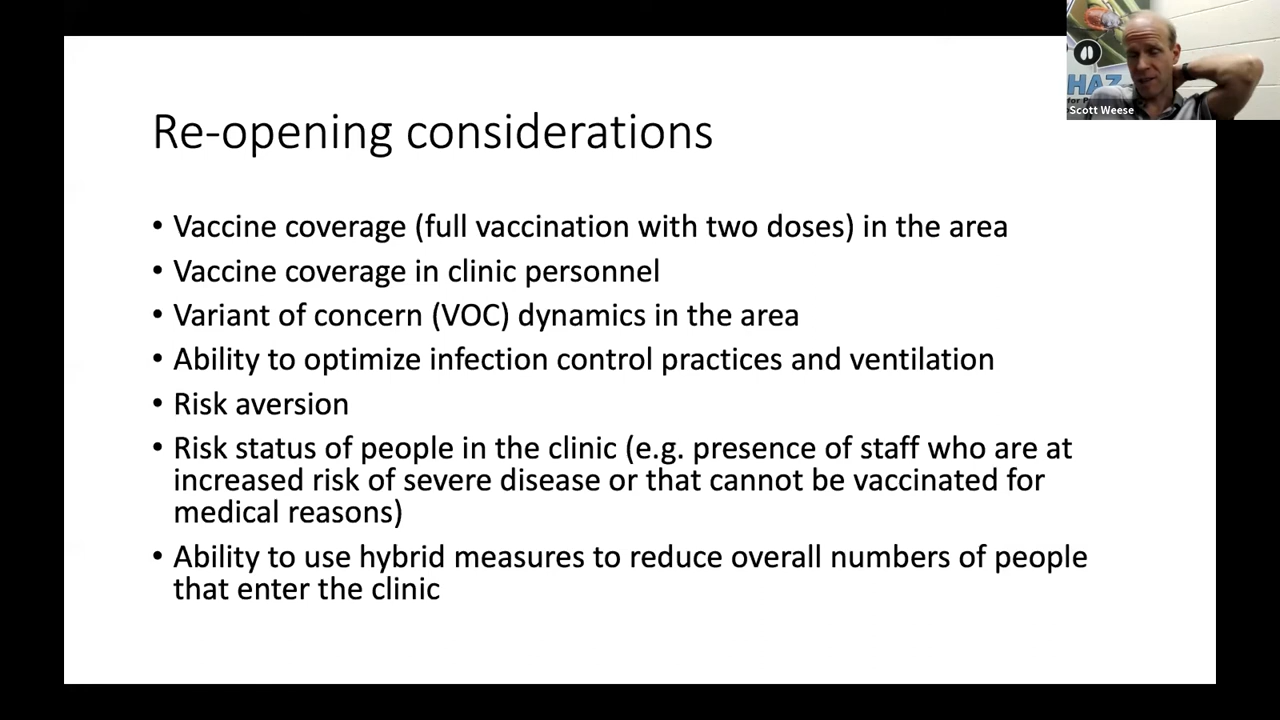 HAZ
Scott Weese
Re-opening considerations
• Vaccine coverage (full vaccination with two doses) in the area
• Vaccine coverage in clinic personnel
• Variant of concern (VOC) dynamics in the area
• Ability to optimize infection control practices and ventilation
• Risk aversion
• Risk status of people in the clinic (e.g. presence of staff who are at
increased risk of severe disease or that cannot be vaccinated for
medical reasons)
• Ability to use hybrid measures to reduce overall numbers of people
that enter the clinic